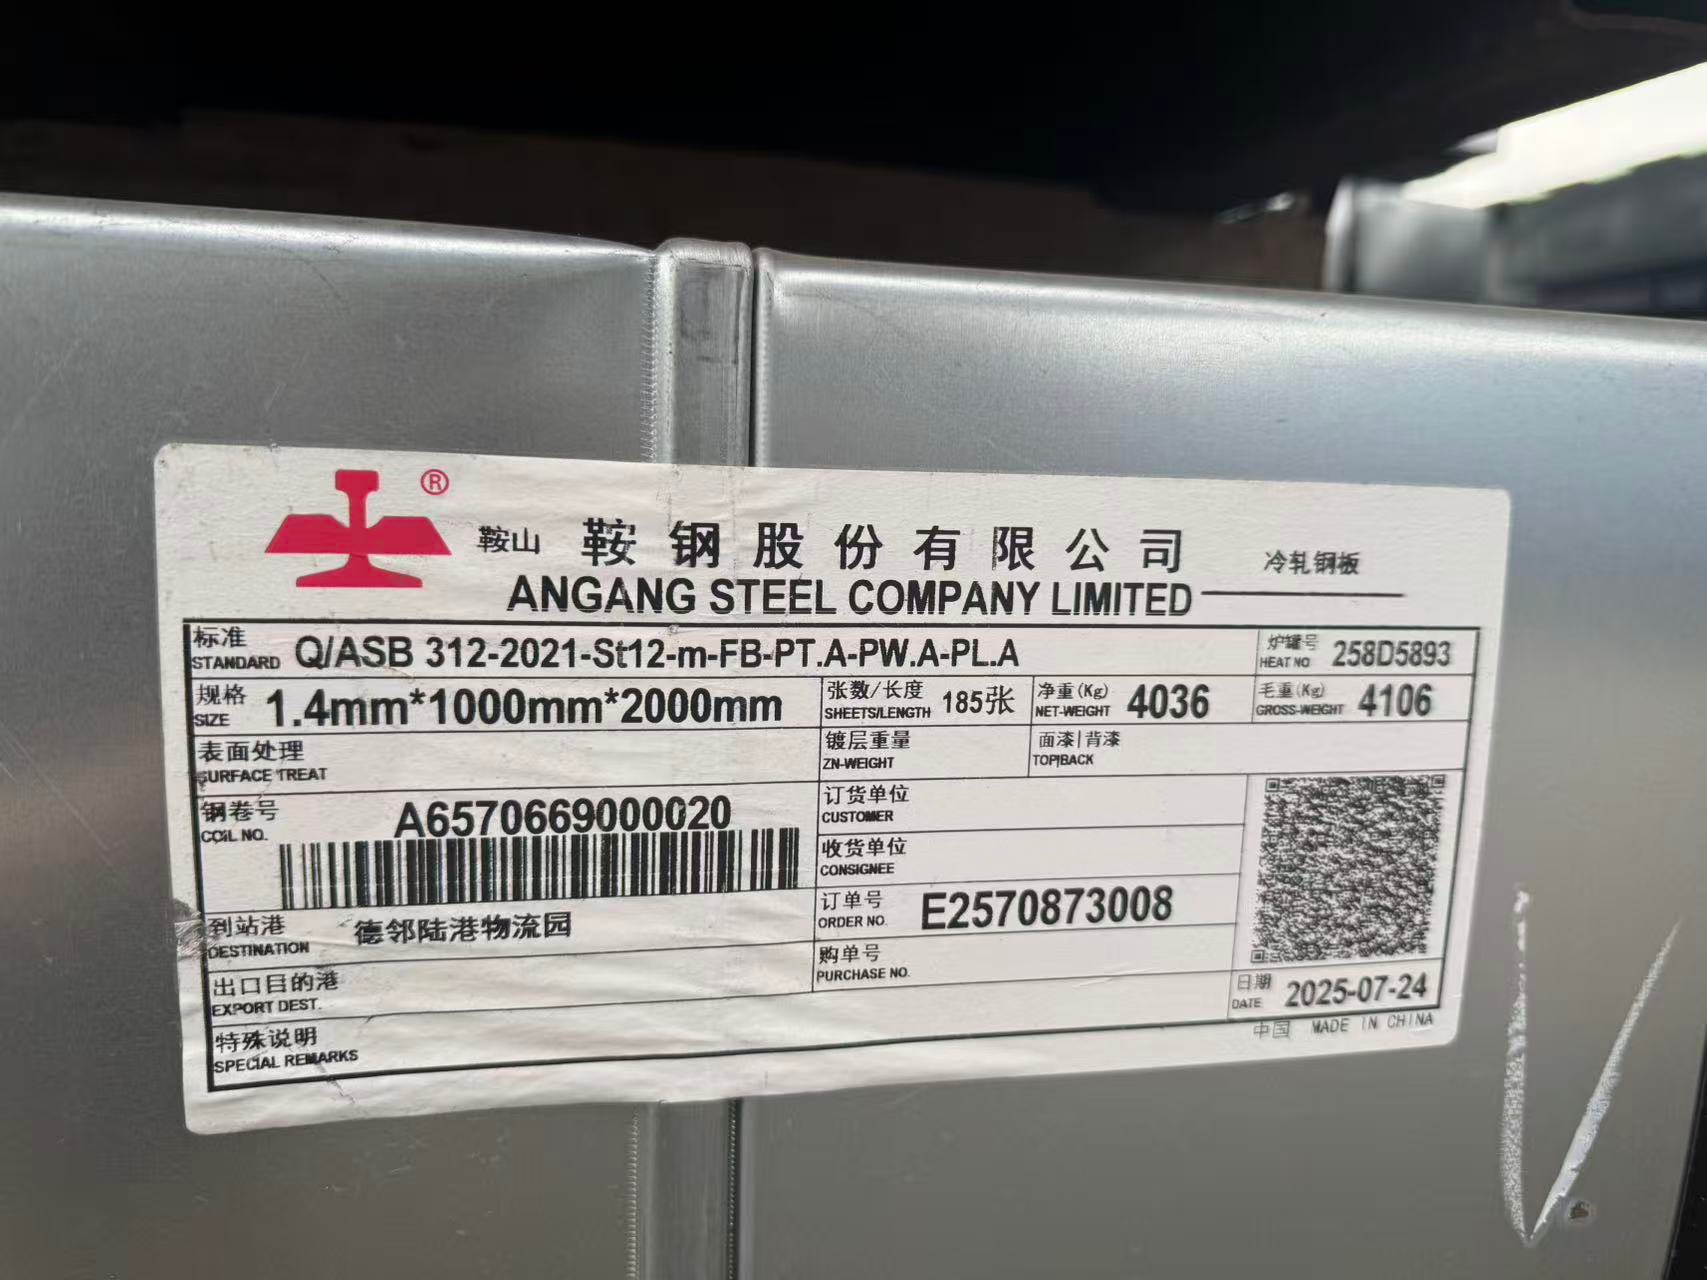 ®
鞍山 鞍钢股份有限公司 冷轧钢板
ANGANG STEEL COMPANY LIMITED
标准 Q/ASB 312-2021-St12-m-FB-PT.A-PW.A-PL.A 炉罐号 258D5893
STANDARD HEAT NO
规格 1.4mm*1000mm*2000mm 张数/长度 185张 净重(Kg) 4036 毛重(Kg) 4106
SIZE SHEETS/LENGTH NET-WEIGHT GROSS-WEIGHT
表面处理 镀层重量 面漆|背漆
SURFACE TREAT ZN-WEIGHT TOP|BACK
钢卷号 A6570669000020 订货单位
COIL NO. CUSTOMER
收货单位
CONSIGNEE
到站港 德邻陆港物流园 订单号 E2570873008
DESTINATION ORDER NO.
出口目的港 购单号
EXPORT DEST. PURCHASE NO.
日期 2025-07-24
DATE
特殊说明 中国 MADE IN CHINA
SPECIAL REMARKS